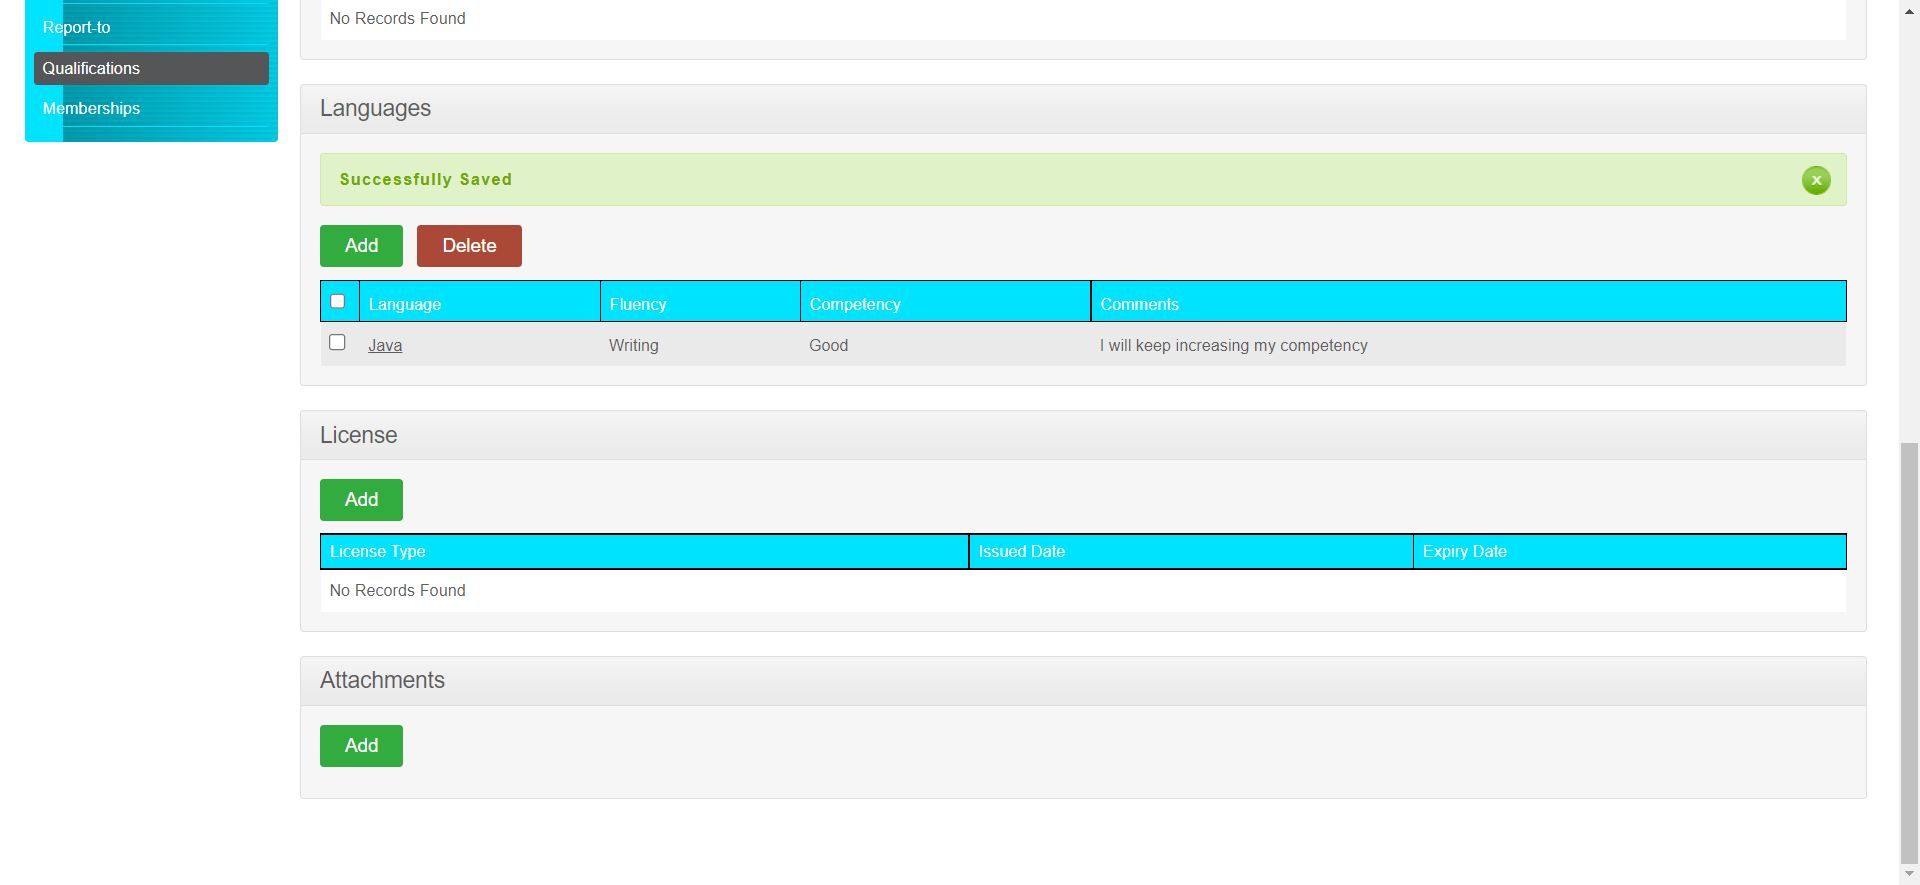 Report-to
Qualifications
Memberships
No Records Found
Languages
Successfully Saved
x
Add Delete
Language Fluency Competency Comments
Java Writing Good I will keep increasing my competency
License
Add
License Type Issued Date Expiry Date
No Records Found
Attachments
Add